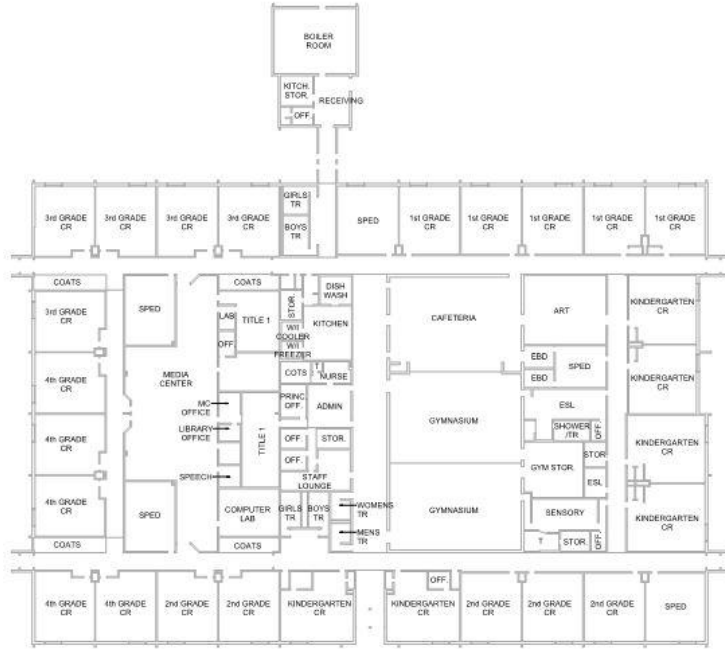 BOILER
ROOM
KITCH.
STOR.
RECEIVING
OFF.
3rd GRADE
CR
3rd GRADE
CR
3rd GRADE
CR
3rd GRADE
CR
GIRLS
TR
BOYS
TR
SPED
1st GRADE
CR
1st GRADE
CR
1st GRADE
CR
1st GRADE
CR
1st GRADE
CR
COATS
3rd GRADE
CR
4th GRADE
CR
4th GRADE
CR
4th GRADE
CR
COATS
SPED
MEDIA
CENTER
SPED
COATS
LAB
TITLE 1
OFF.
MC
OFFICE
LIBRARY
OFFICE
TITLE 1
SPEECH
COMPUTER
LAB
COATS
STOR.
DISH
WASH
KITCHEN
W/I
COOLER
W/I
FREEZER
COTS
T
NURSE
PRINC.
OFF.
ADMIN
OFF.
STOR.
OFF.
STAFF
LOUNGE
GIRLS
TR
BOYS
TR
WOMENS
TR
MENS
TR
CAFETERIA
GYMNASIUM
GYMNASIUM
ART
EBD
SPED
EBD
ESL
SHOWER
/TR
OFF.
GYM STOR.
STOR
ESL
SENSORY
T
STOR.
OFF.
KINDERGARTEN
CR
KINDERGARTEN
CR
KINDERGARTEN
CR
KINDERGARTEN
CR
4th GRADE
CR
4th GRADE
CR
2nd GRADE
CR
2nd GRADE
CR
KINDERGARTEN
CR
OFF.
KINDERGARTEN
CR
2nd GRADE
CR
2nd GRADE
CR
2nd GRADE
CR
SPED